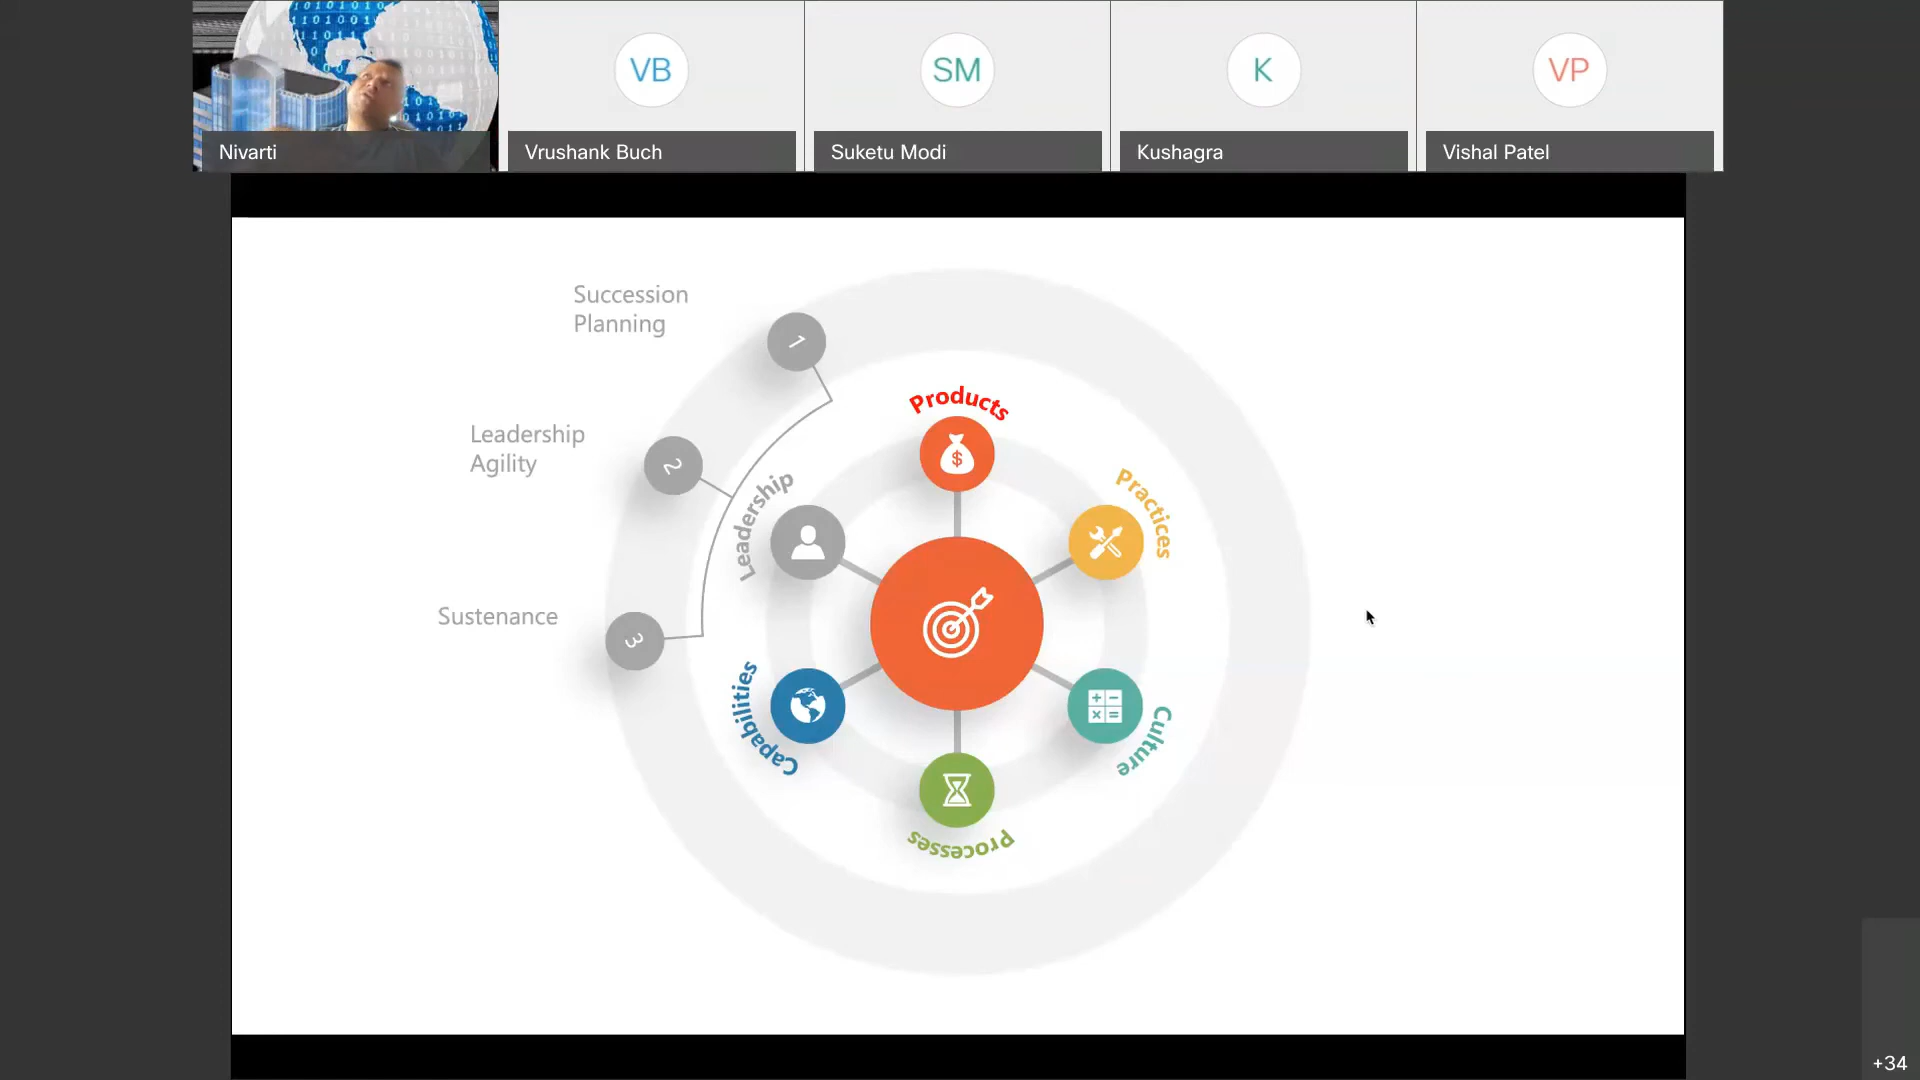 VB
SM
K
VP
Nivarti
Vrushank Buch
Suketu Modi
Kushagra
Vishal Patel
Succession
Planning
1
Products
Leadership
Agility
2
Leadership
Practices
$
Sustenance
3
Capabilities
Culture
Processes
+34